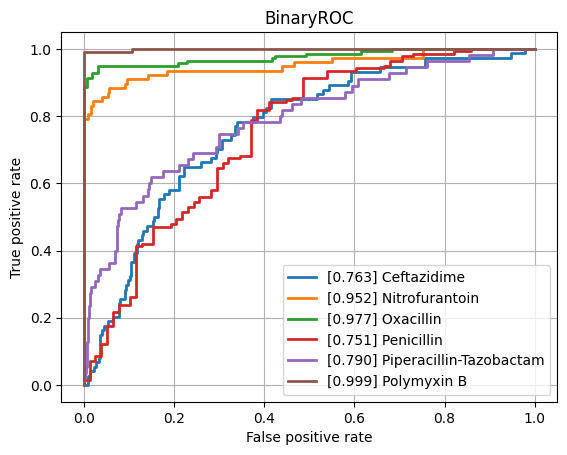 BinaryROC
True positive rate
1.0
0.8
0.6
0.4
0.2
0.0
[0.763] Ceftazidime
[0.952] Nitrofurantoin
[0.977] Oxacillin
[0.751] Penicillin
[0.790] Piperacillin-Tazobactam
[0.999] Polymyxin B
0.0 0.2 0.4 0.6 0.8 1.0
False positive rate